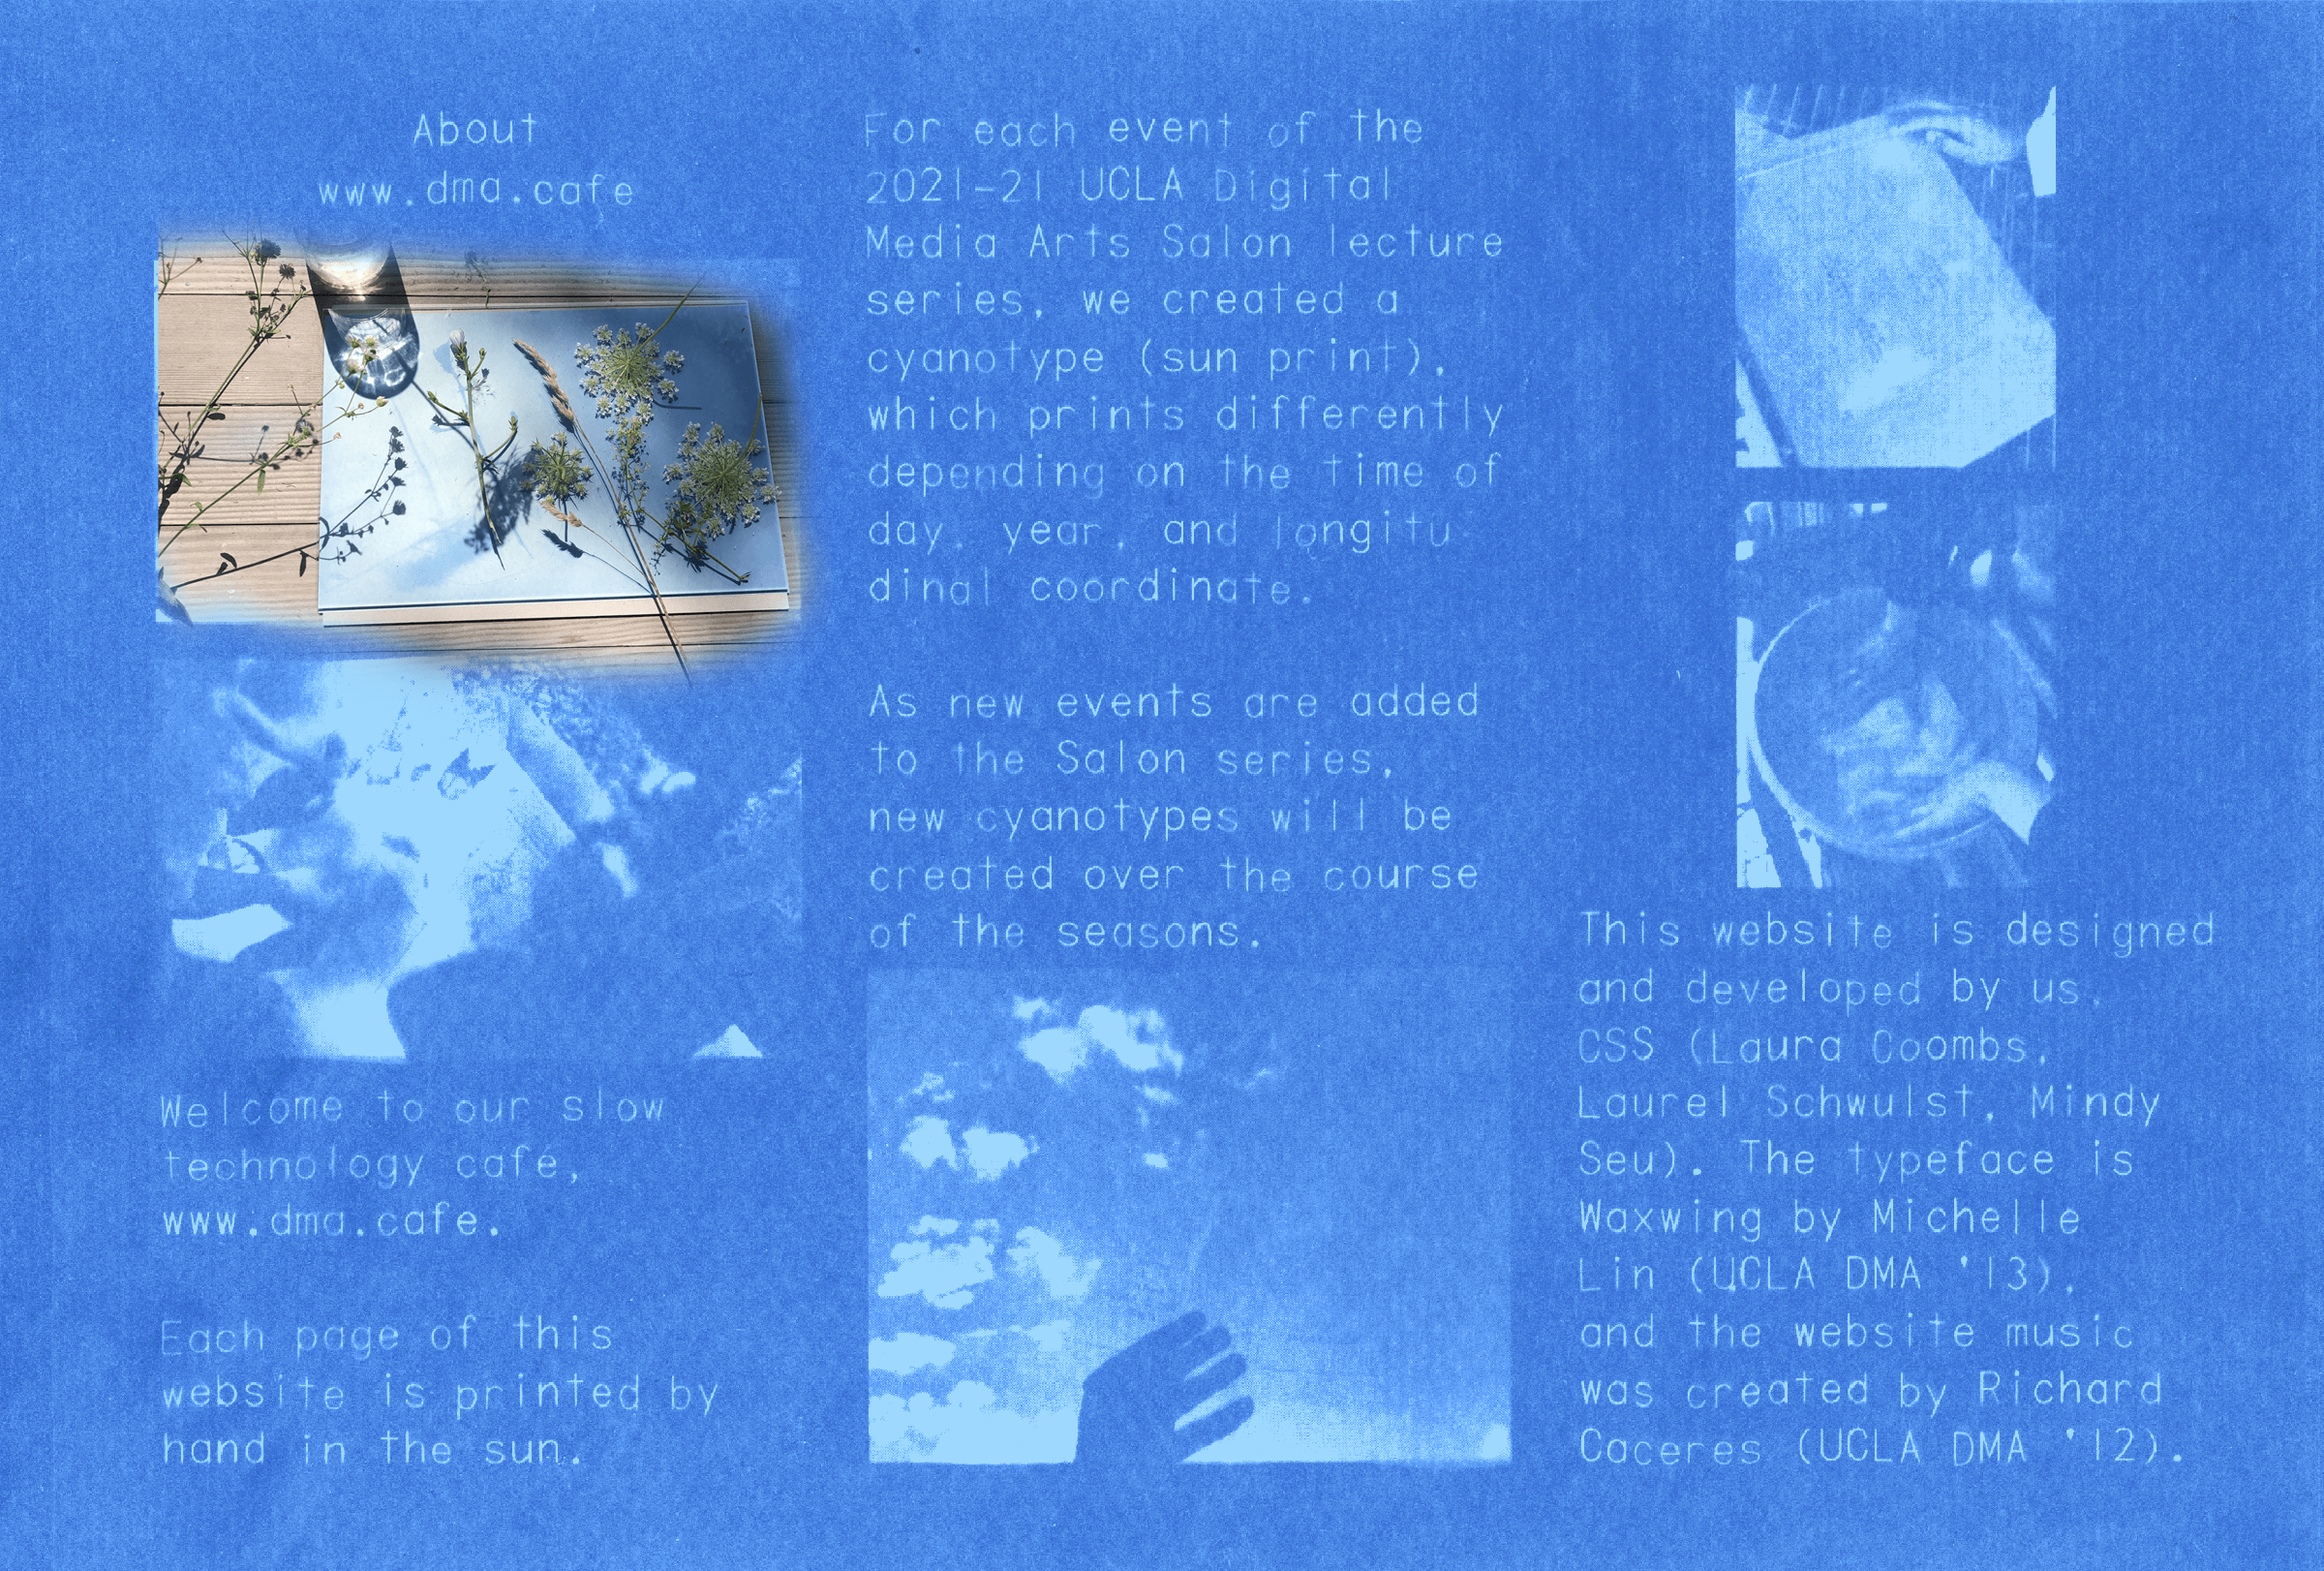 About
www.dma.cafe
Welcome to our slow
technology cafe,
www.dma.cafe.
Each page of this
website is printed by
hand in the sun.
For each event of the
2021-21 UCLA Digital
Media Arts Salon lecture
series, we created a
cyanotype (sun print),
which prints differently
depending on the time of
day, year, and longitu-
dinal coordinate.
As new events are added
to the Salon series,
new cyanotypes will be
created over the course
of the seasons.
This website is designed
and developed by us,
CSS (Laura Coombs,
Laurel Schwulst, Mindy
Seu). The typeface is
Waxwing by Michelle
Lin (UCLA DMA '13),
and the website music
was created by Richard
Caceres (UCLA DMA '12).